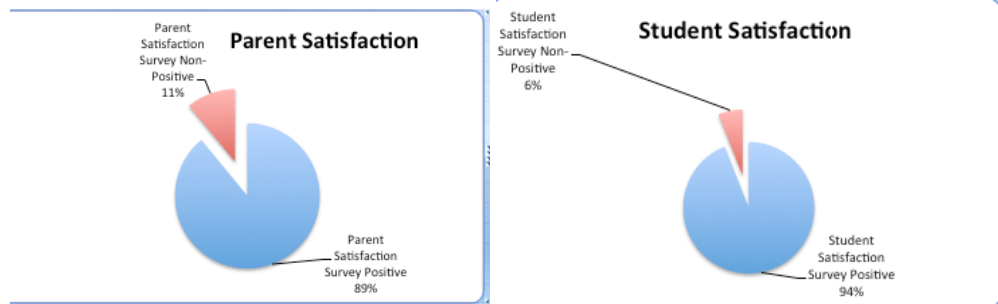 Parent Satisfaction
Parent
Satisfaction
Survey Non-
Positive
11%
Parent
Satisfaction
Survey Positive
89%
Student Satisfaction
Student
Satisfaction
Survey Non-
Positive
6%
Student
Satisfaction
Survey Positive
94%